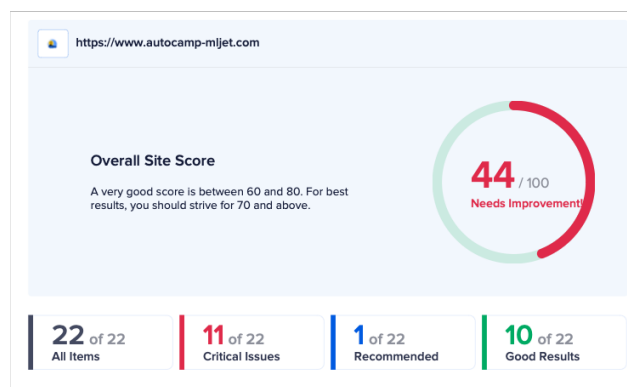 https://www.autocamp-mljet.com
Overall Site Score
A very good score is between 60 and 80. For best
results, you should strive for 70 and above.
44 / 100
Needs Improvement!
22 of 22
All Items
11 of 22
Critical Issues
1 of 22
Recommended
10 of 22
Good Results